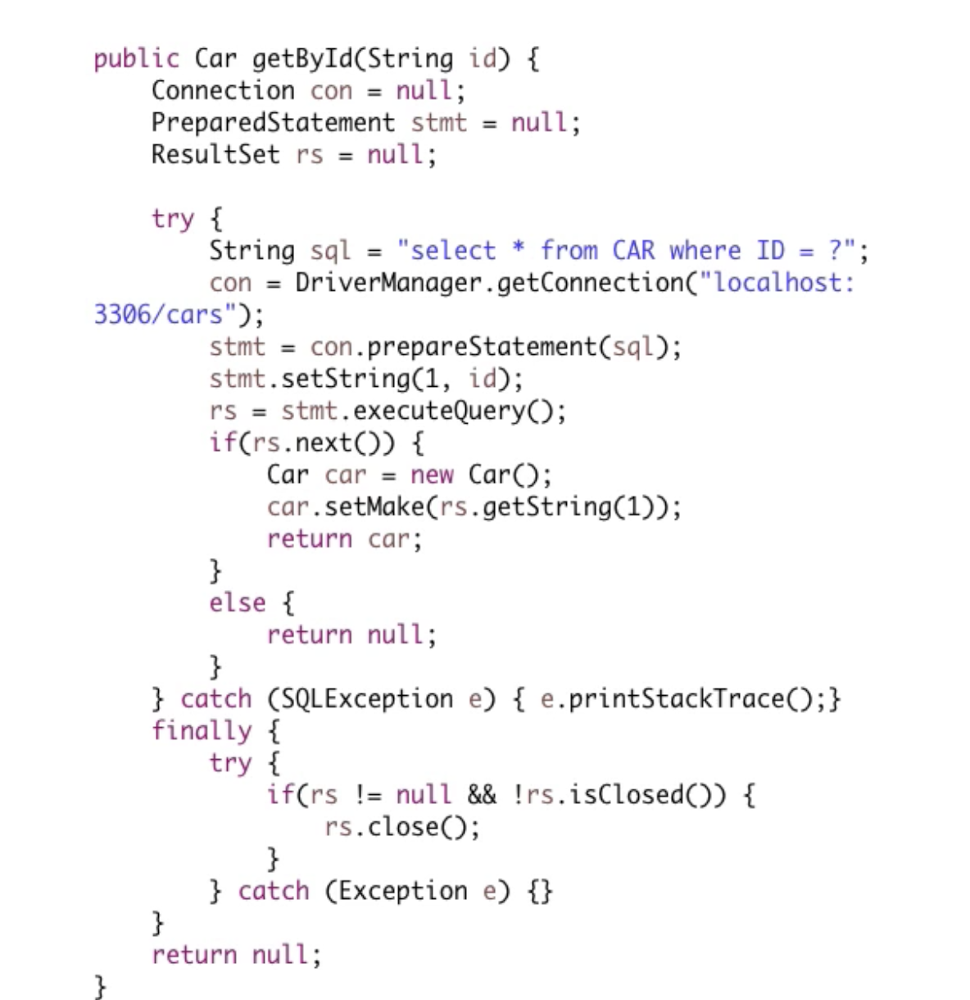 public Car getById(String id) {
    Connection con = null;
    PreparedStatement stmt = null;
    ResultSet rs = null;

    try {
        String sql = "select * from CAR where ID = ?";
        con = DriverManager.getConnection("localhost:
3306/cars");
        stmt = con.prepareStatement(sql);
        stmt.setString(1, id);
        rs = stmt.executeQuery();
        if(rs.next()) {
            Car car = new Car();
            car.setMake(rs.getString(1));
            return car;
        }
        else {
            return null;
        }
    } catch (SQLException e) { e.printStackTrace();}
    finally {
        try {
            if(rs != null && !rs.isClosed()) {
                rs.close();
            }
        } catch (Exception e) {}
    }
    return null;
}